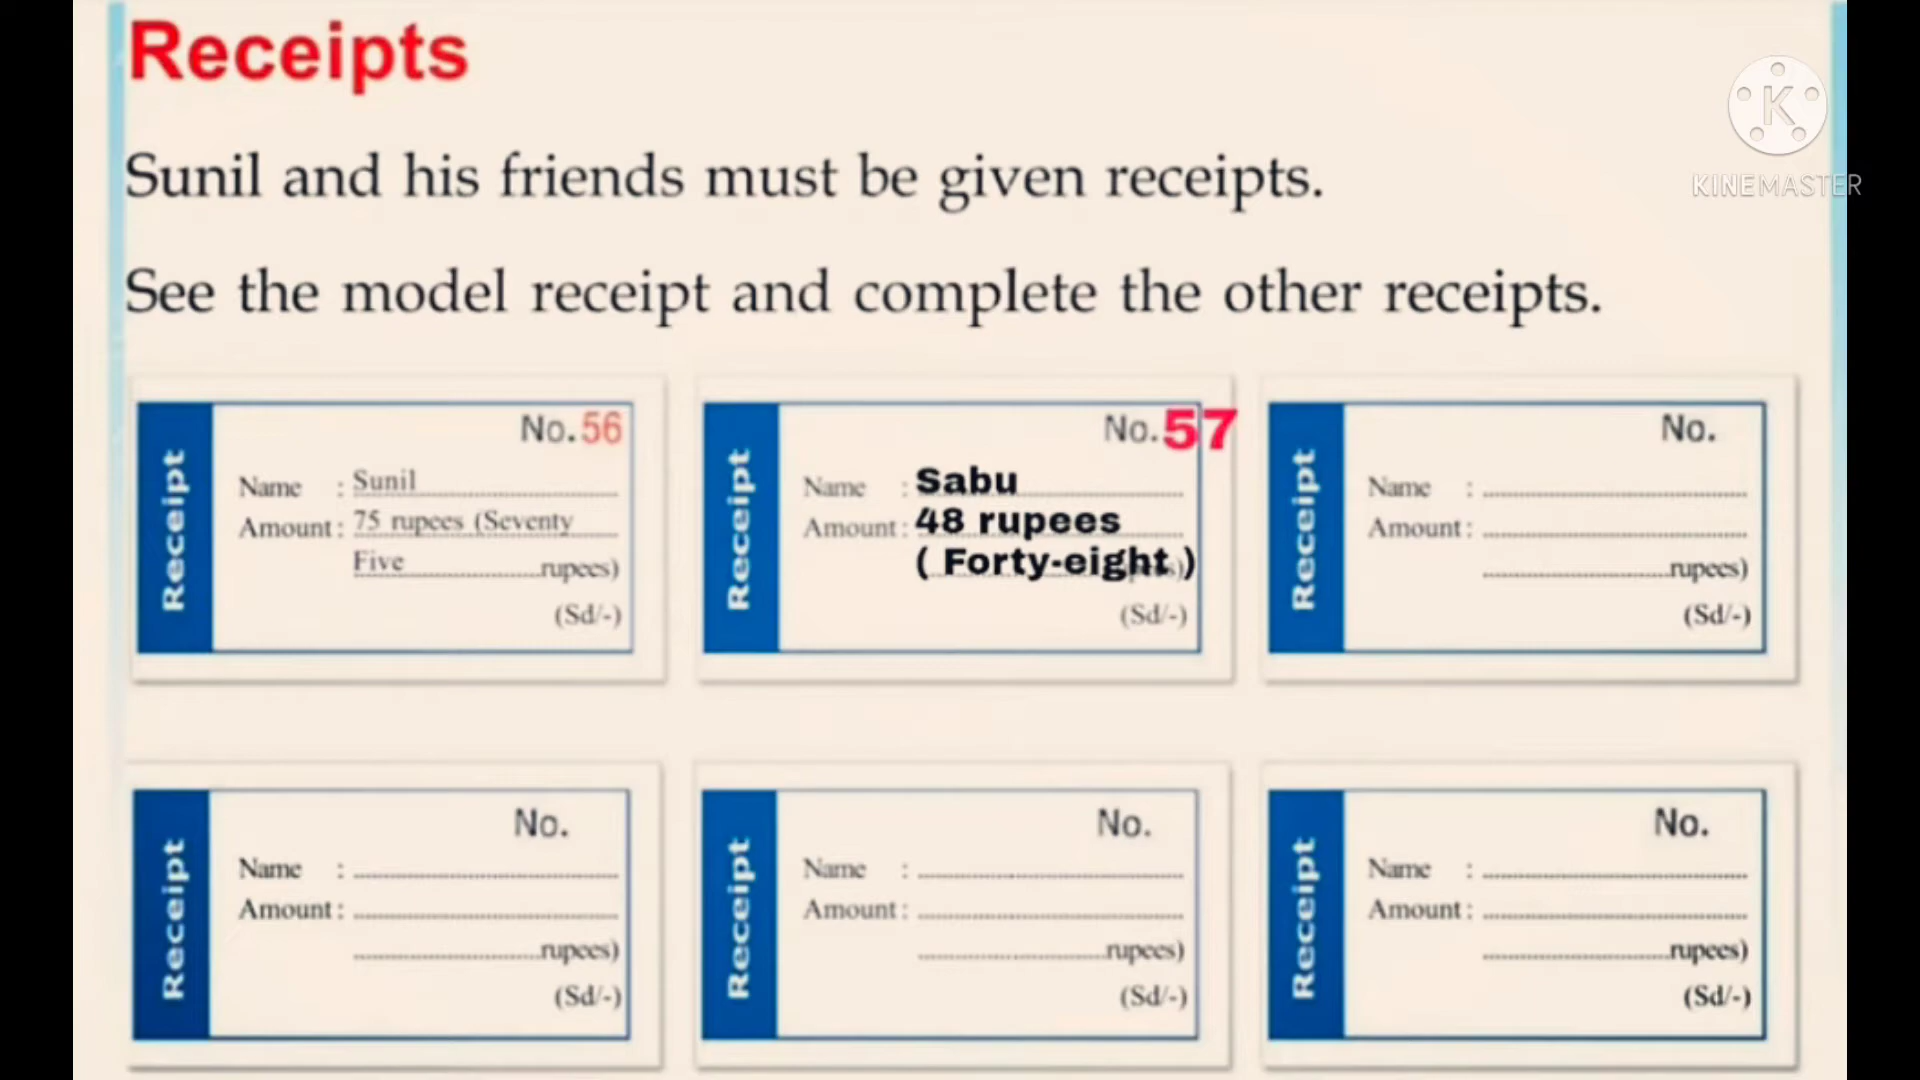 Receipts
Sunil and his friends must be given receipts.
See the model receipt and complete the other receipts.
KINEMASTER
Receipt
No. 56
Name : Sunil
Amount : 75 rupees (Seventy
Five rupees)
(Sd/-)
Receipt
No. 57
Name : Sabu
Amount : 48 rupees
( Forty-eight )
(Sd/-)
Receipt
No.
Name :
Amount :
rupees)
(Sd/-)
Receipt
No.
Name :
Amount :
rupees)
(Sd/-)
Receipt
No.
Name :
Amount :
rupees)
(Sd/-)
Receipt
No.
Name :
Amount :
rupees)
(Sd/-)